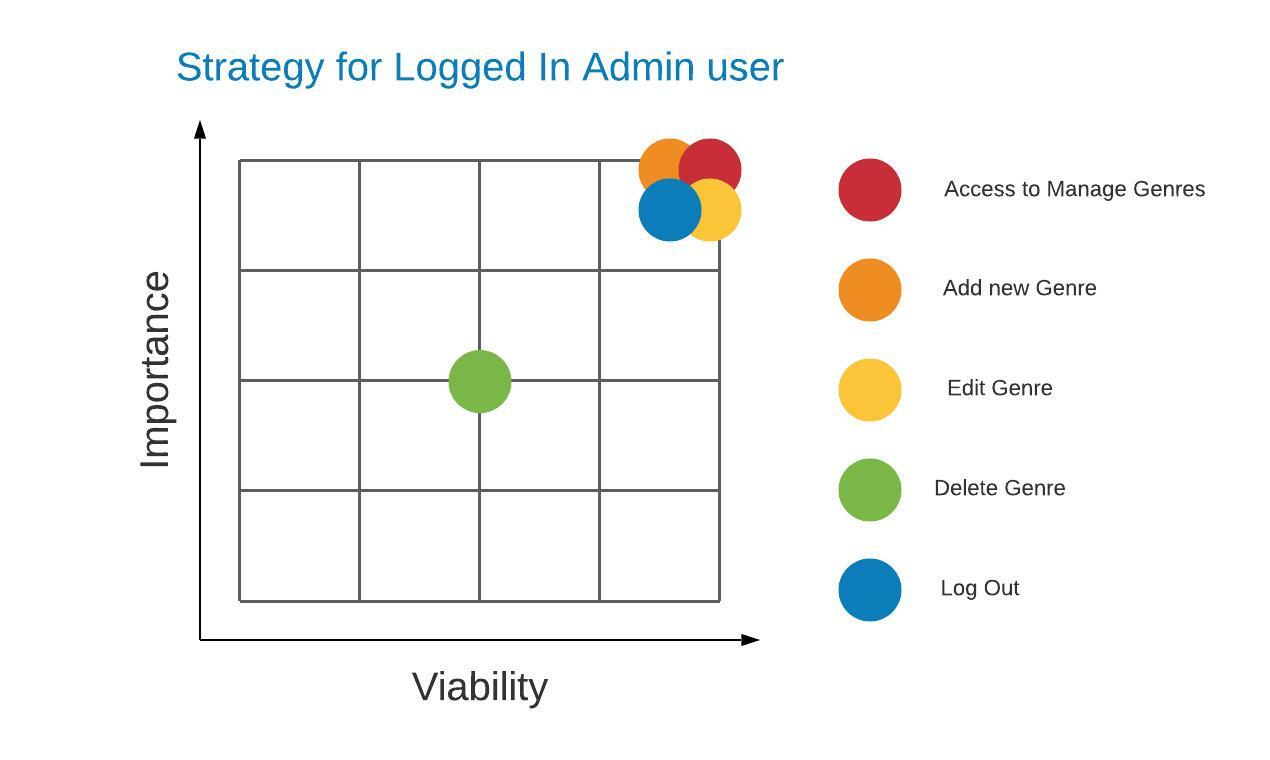 Strategy for Logged In Admin user
Importance
Viability
Access to Manage Genres
Add new Genre
Edit Genre
Delete Genre
Log Out